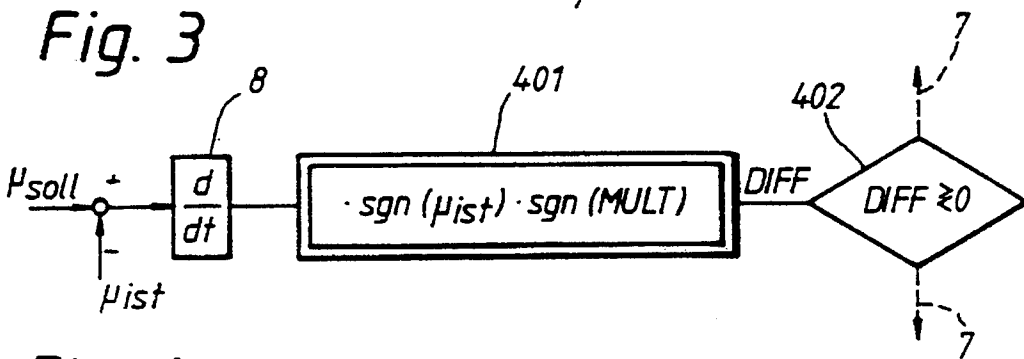 Fig. 3
8
401
402
7
μsoll
+
d
dt
· sgn (μist) · sgn (MULT)
DIFF
DIFF ≷0
−
μist
7